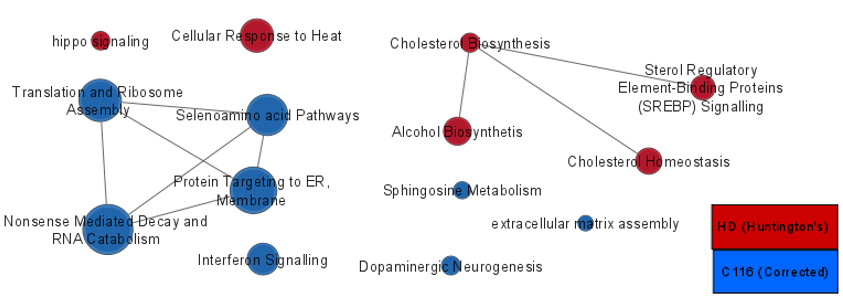 hippo signaling
Cellular Response to Heat
Translation and Ribosome
Assembly
Selenoamino acid Pathways
Protein Targeting to ER,
Membrane
Nonsense Mediated Decay and
RNA Catabolism
Interferon Signalling
Cholesterol Biosynthesis
Sterol Regulatory
Element-Binding Proteins
(SREBP) Signalling
Alcohol Biosynthetis
Cholesterol Homeostasis
Sphingosine Metabolism
extracellular matrix assembly
Dopaminergic Neurogenesis
HD (Huntington's)
C116 (Corrected)